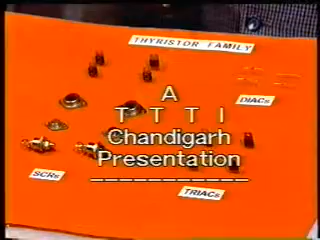 THYRISTOR FAMILY
DIACs
A
T T T I
Chandigarh
Presentation
SCRs
TRIACs